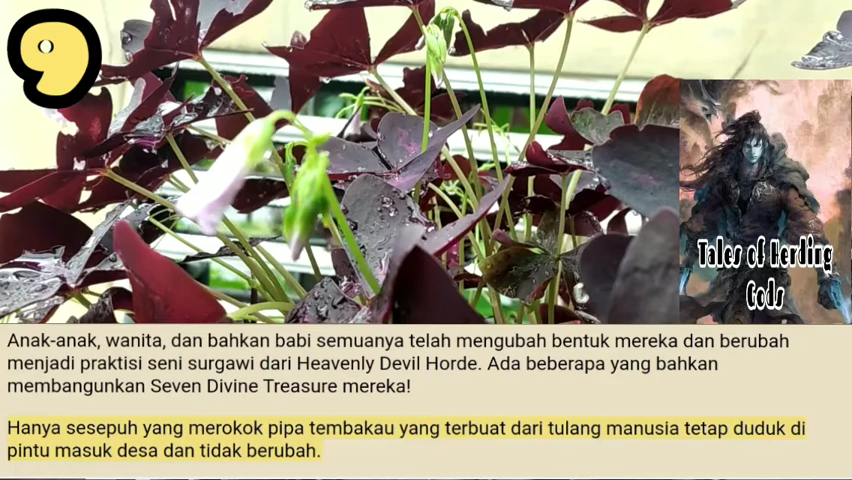 Tales of Herding
Gods
Anak-anak, wanita, dan bahkan babi semuanya telah mengubah bentuk mereka dan berubah
menjadi praktisi seni surgawi dari Heavenly Devil Horde. Ada beberapa yang bahkan
membangunkan Seven Divine Treasure mereka!
Hanya sesepuh yang merokok pipa tembakau yang terbuat dari tulang manusia tetap duduk di
pintu masuk desa dan tidak berubah.